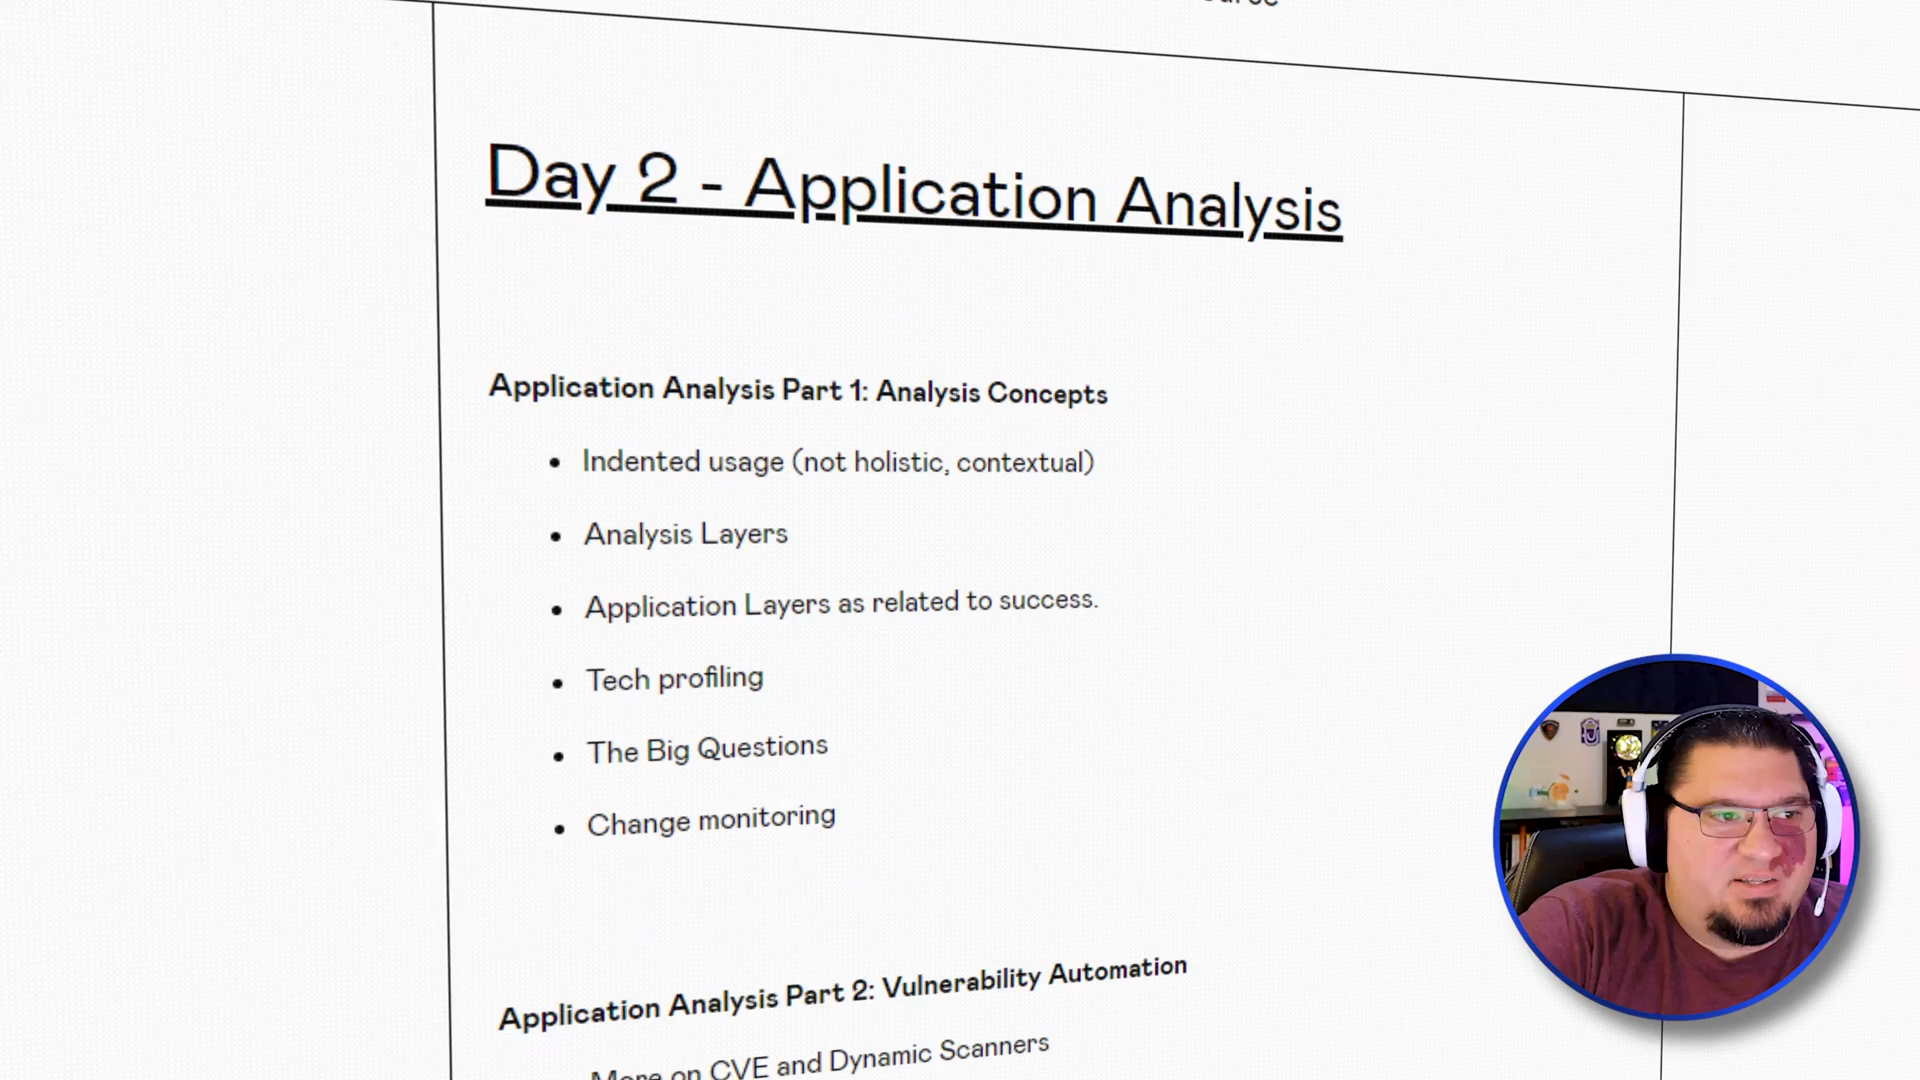 Day 2 - Application Analysis
Application Analysis Part 1: Analysis Concepts
Indented usage (not holistic, contextual)
Analysis Layers
Application Layers as related to success.
Tech profiling
The Big Questions
Change monitoring
Application Analysis Part 2: Vulnerability Automation
More on CVE and Dynamic Scanners